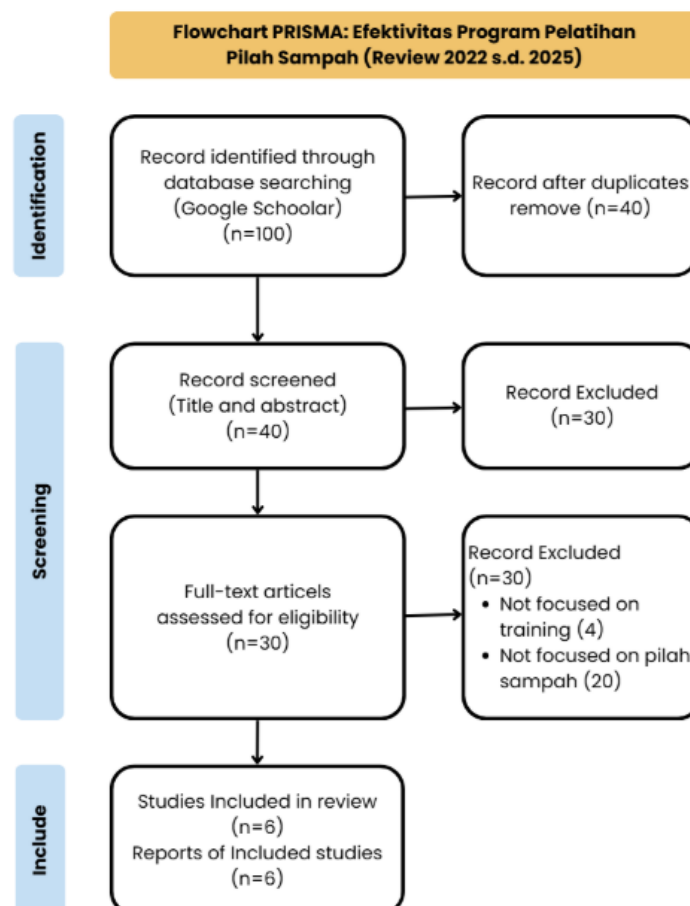 Flowchart PRISMA: Efektivitas Program Pelatihan
Pilah Sampah (Review 2022 s.d. 2025)
Identification
Record identified through
database searching
(Google Schoolar)
(n=100)
Record after duplicates
remove (n=40)
Screening
Record screened
(Title and abstract)
(n=40)
Record Excluded
(n=30)
Full-text articels
assessed for eligibility
(n=30)
Record Excluded
(n=30)
• Not focused on
training (4)
• Not focused on pilah
sampah (20)
Include
Studies Included in review
(n=6)
Reports of Included studies
(n=6)